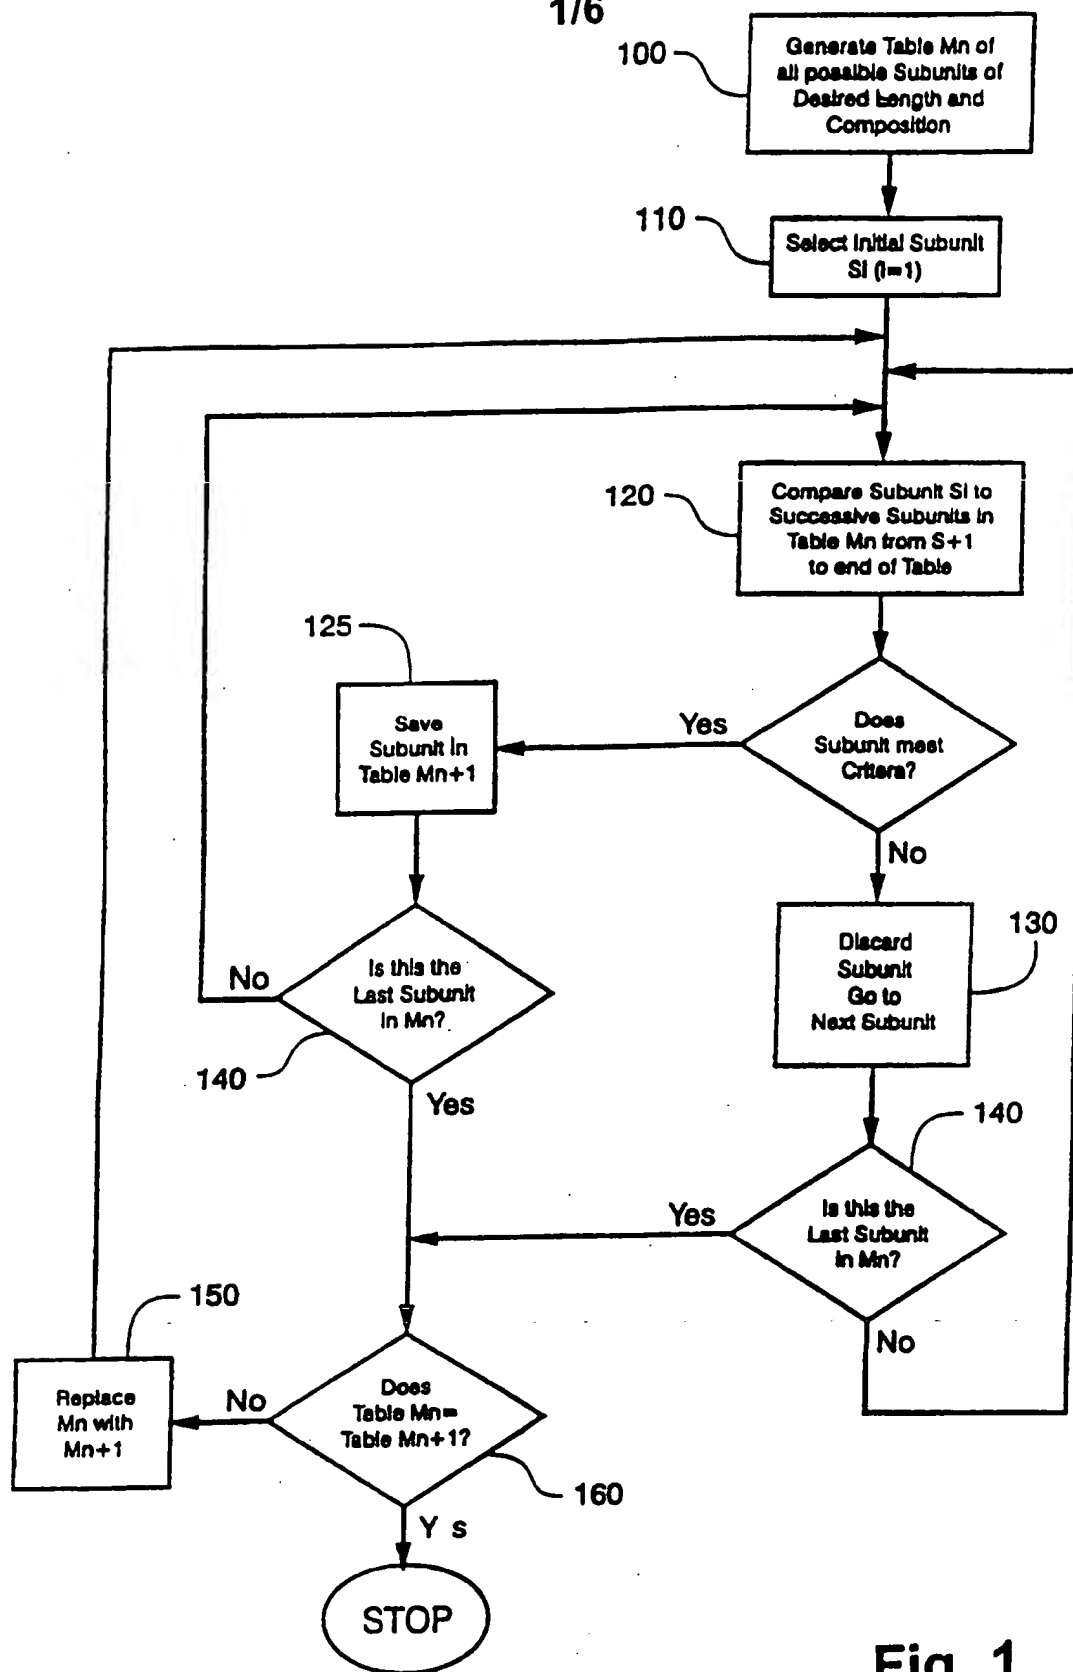 1/6
100
Generate Table Mn of
all possible Subunits of
Desired Length and
Composition
110
Select Initial Subunit
SI (I=1)
120
Compare Subunit SI to
Successive Subunits in
Table Mn from S+1
to end of Table
125
Save
Subunit in
Table Mn+1
Yes
Does
Subunit meet
Critera?
No
130
Discard
Subunit
Go to
Next Subunit
No
Is this the
Last Subunit
in Mn?
140
Yes
140
Yes
Is this the
Last Subunit
in Mn?
No
150
Replace
Mn with
Mn+1
No
Does
Table Mn=
Table Mn+1?
160
Y s
STOP
Fig. 1